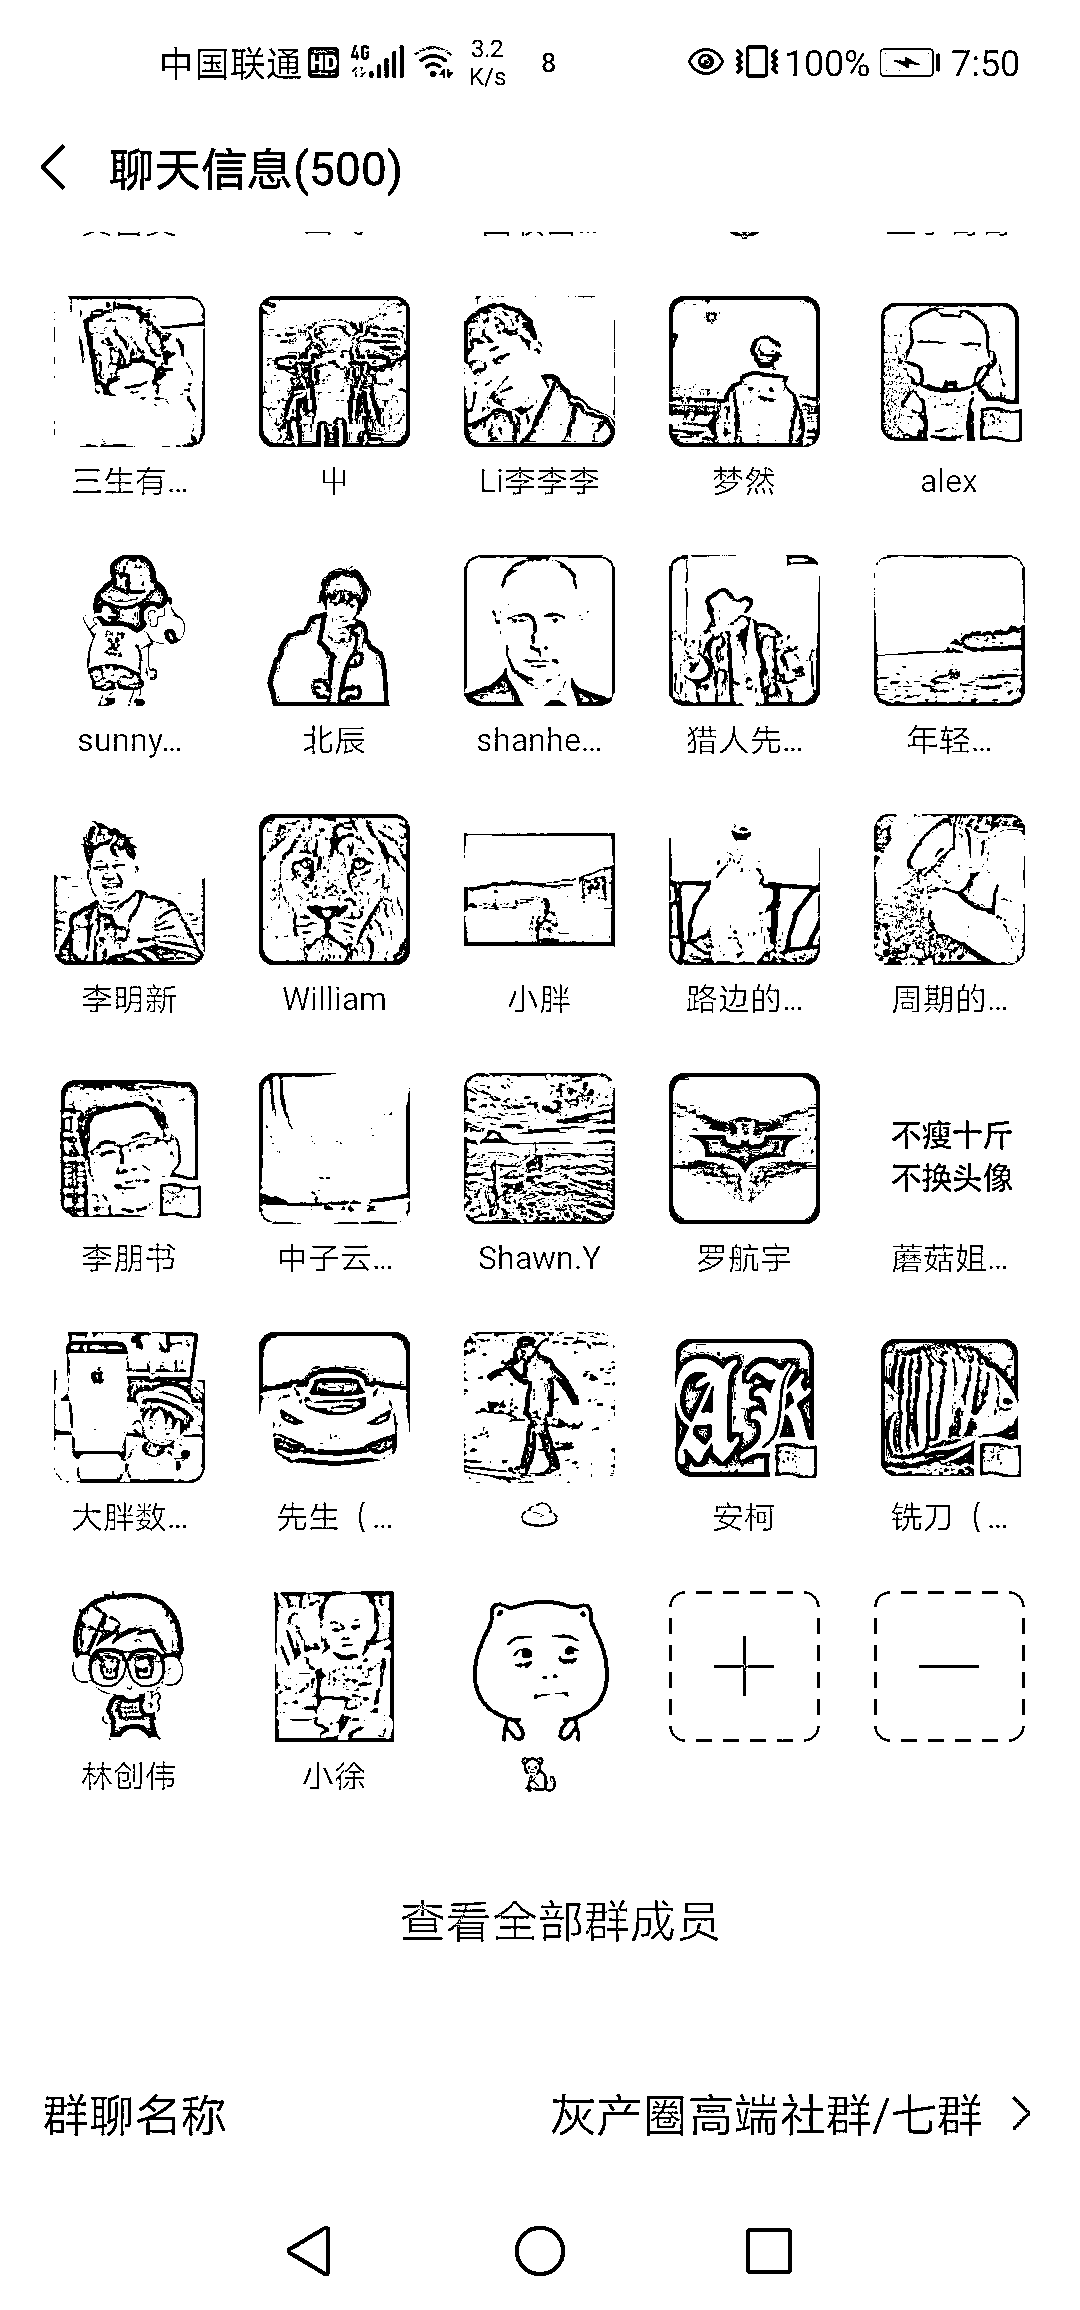 中国联通 HD 4G 3.2 K/s 8 100% 7:50
聊天信息(500)
三生有... 屮 Li李李李 梦然 alex
sunny... 北辰 shanhe... 猎人先... 年轻...
李明新 William 小胖 路边的... 周期的...
不瘦十斤
不换头像
李朋书 中子云... Shawn.Y 罗航宇 蘑菇姐...
AK
大胖数... 先生（... 安柯 铣刀（...
林创伟 小徐
查看全部群成员
群聊名称 灰产圈高端社群/七群